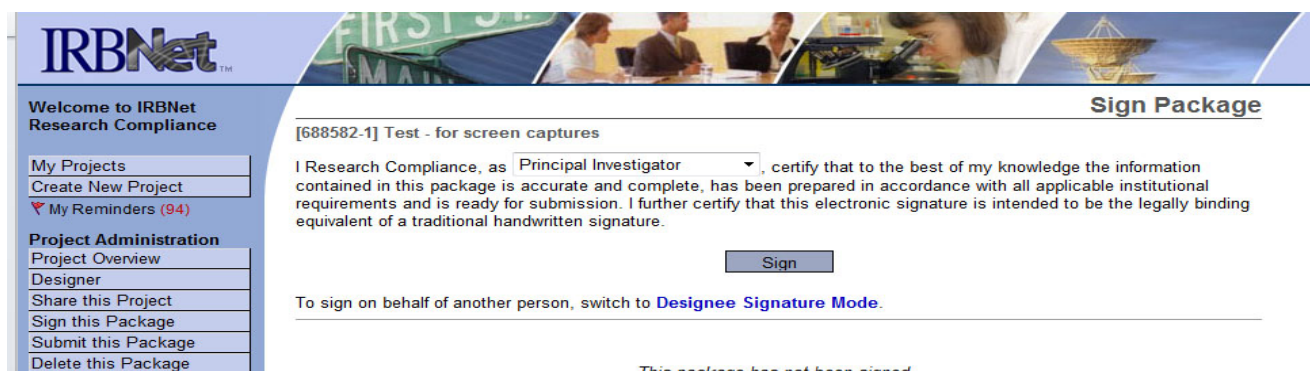 FIRST ST.
MAIN
IRBNet™
Welcome to IRBNet
Research Compliance
My Projects
Create New Project
My Reminders (94)
Project Administration
Project Overview
Designer
Share this Project
Sign this Package
Submit this Package
Delete this Package
Sign Package
[688582-1] Test - for screen captures
I Research Compliance, as Principal Investigator , certify that to the best of my knowledge the information
contained in this package is accurate and complete, has been prepared in accordance with all applicable institutional
requirements and is ready for submission. I further certify that this electronic signature is intended to be the legally binding
equivalent of a traditional handwritten signature.
Sign
To sign on behalf of another person, switch to Designee Signature Mode.
This package has not been signed